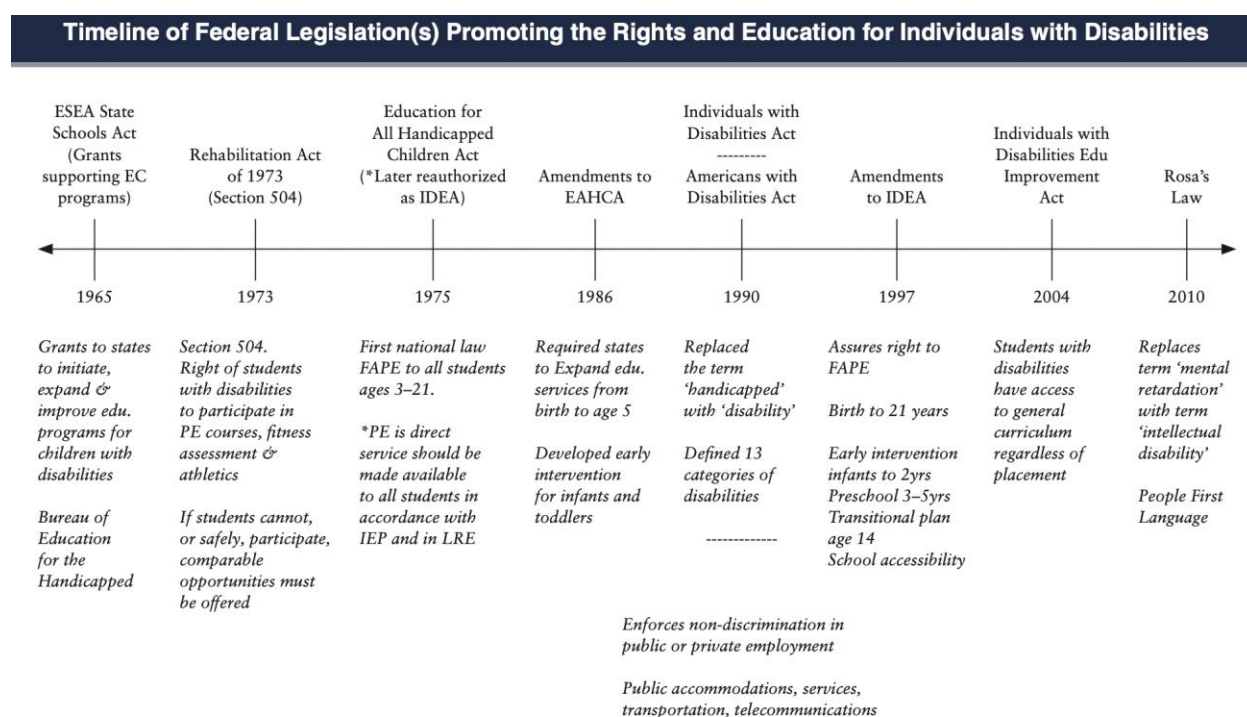 Timeline of Federal Legislation(s) Promoting the Rights and Education for Individuals with Disabilities
ESEA State
Schools Act
(Grants
supporting EC
programs)
Rehabilitation Act
of 1973
(Section 504)
Education for
All Handicapped
Children Act
(*Later reauthorized
as IDEA)
Amendments to
EAHCA
Individuals with
Disabilities Act
---------
Americans with
Disabilities Act
Amendments
to IDEA
Individuals with
Disabilities Edu
Improvement
Act
Rosa's
Law
1965
1973
1975
1986
1990
1997
2004
2010
Grants to states
to initiate,
expand &
improve edu.
programs for
children with
disabilities
Bureau of
Education
for the
Handicapped
Section 504.
Right of students
with disabilities
to participate in
PE courses, fitness
assessment &
athletics
If students cannot,
or safely, participate,
comparable
opportunities must
be offered
First national law
FAPE to all students
ages 3–21.
*PE is direct
service should be
made available
to all students in
accordance with
IEP and in LRE
Required states
to Expand edu.
services from
birth to age 5
Developed early
intervention
for infants and
toddlers
Replaced
the term
'handicapped'
with 'disability'
Defined 13
categories of
disabilities
-------------
Enforces non-discrimination in
public or private employment
Public accommodations, services,
transportation, telecommunications
Assures right to
FAPE
Birth to 21 years
Early intervention
infants to 2yrs
Preschool 3–5yrs
Transitional plan
age 14
School accessibility
Students with
disabilities
have access
to general
curriculum
regardless of
placement
Replaces
term 'mental
retardation'
with term
'intellectual
disability'
People First
Language